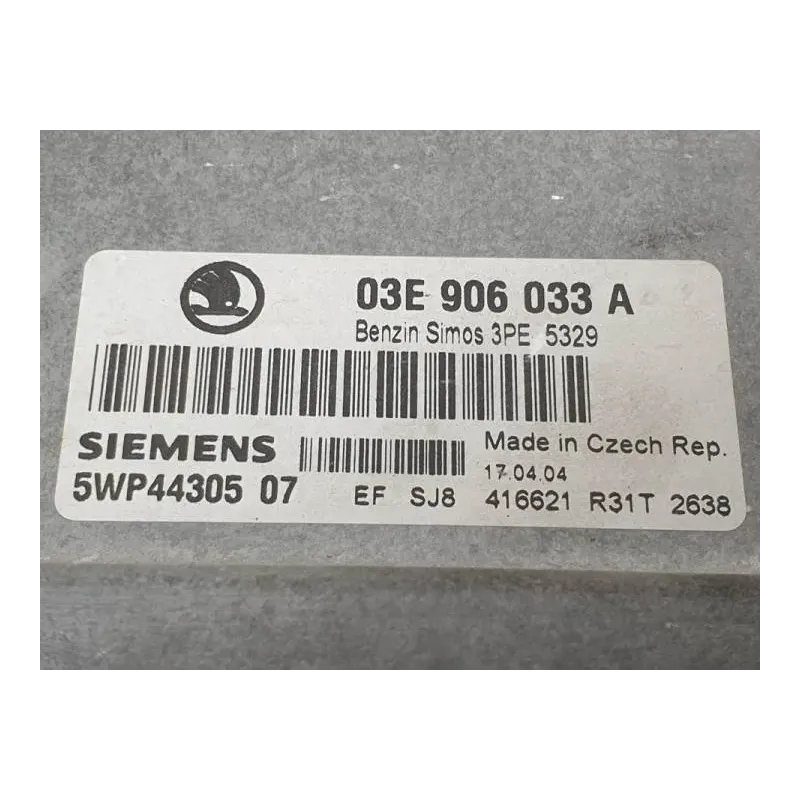 03E 906 033 A
Benzin Simos 3PE 5329
SIEMENS
Made in Czech Rep.
17.04.04
5WP44305 07
EF SJ8
416621 R31T 2638